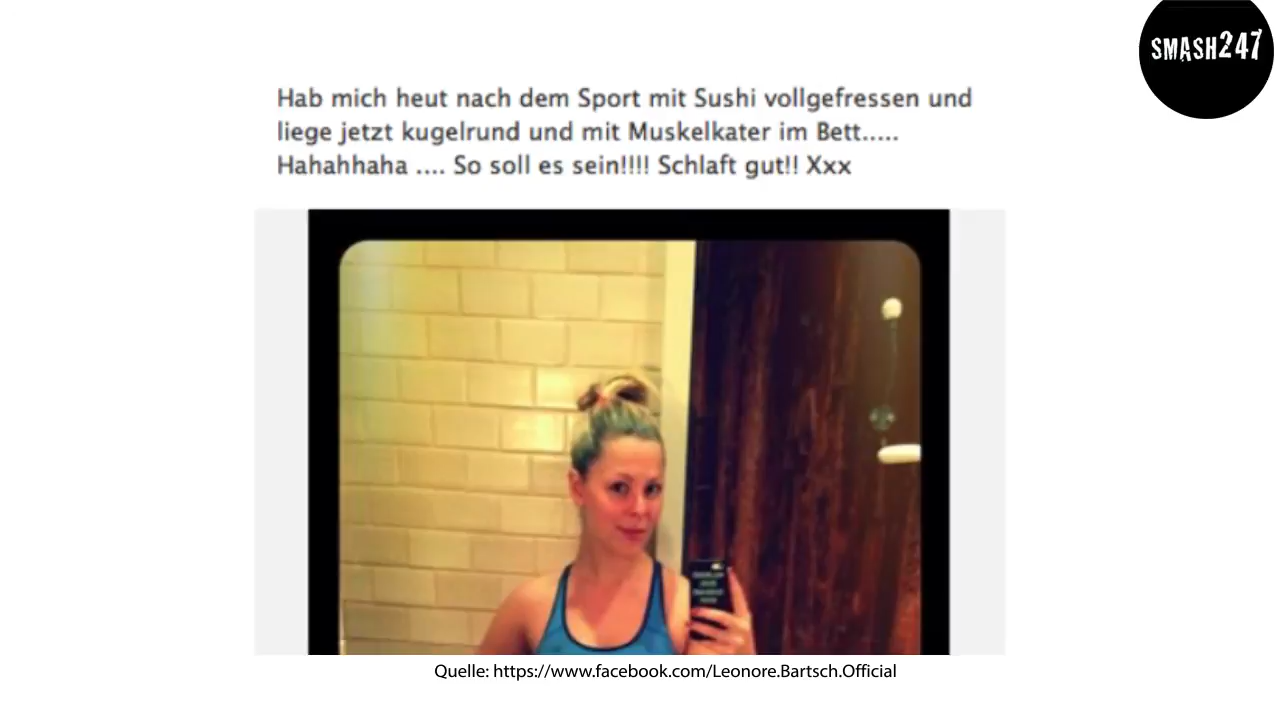 SMASH247
Hab mich heut nach dem Sport mit Sushi vollgefressen und
liege jetzt kugelrund und mit Muskelkater im Bett.....
Hahahhaha .... So soll es sein!!!! Schlaft gut!! Xxx
Quelle: https://www.facebook.com/Leonore.Bartsch.Official